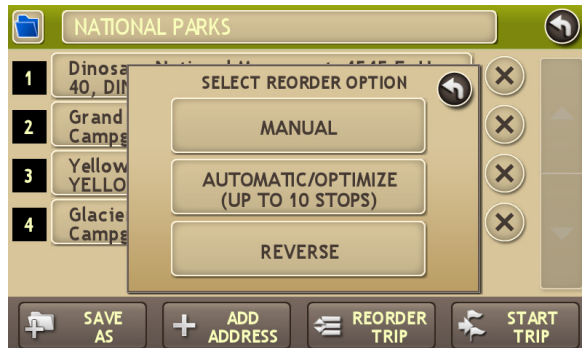 NATIONAL PARKS
1
40, DIN
SELECT REORDER OPTION
MANUAL
2
Grand
Campg
3
Yellow
YELLO
AUTOMATIC/OPTIMIZE
(UP TO 10 STOPS)
4
Glacie
Campg
REVERSE
SAVE
AS
ADD
ADDRESS
REORDER
TRIP
START
TRIP